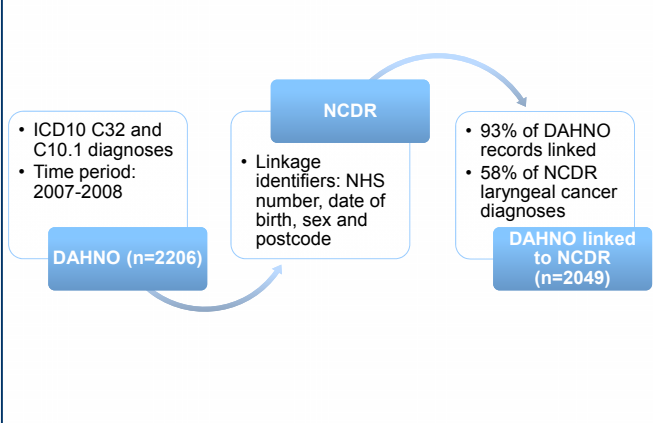 • ICD10 C32 and
C10.1 diagnoses
• Time period:
2007-2008
DAHNO (n=2206)
NCDR
• Linkage
identifiers: NHS
number, date of
birth, sex and
postcode
• 93% of DAHNO
records linked
• 58% of NCDR
laryngeal cancer
diagnoses
DAHNO linked
to NCDR
(n=2049)